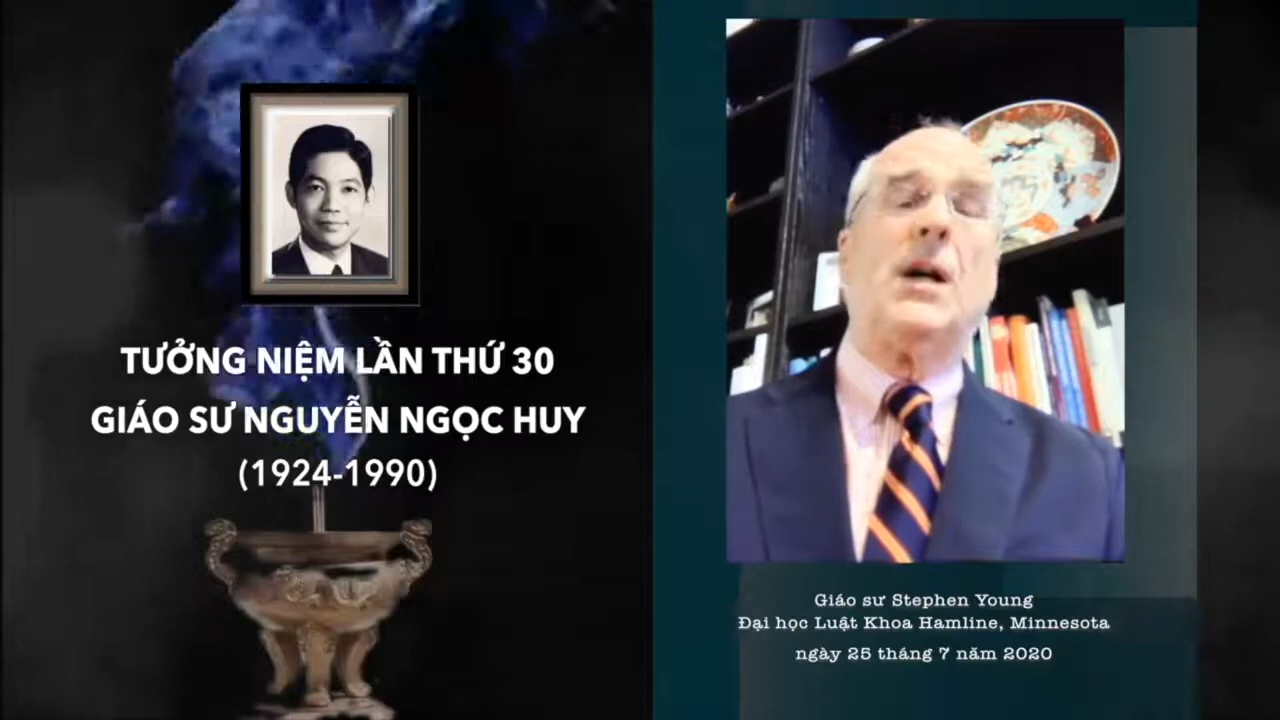 TƯỞNG NIỆM LẦN THỨ 30
GIÁO SƯ NGUYỄN NGỌC HUY
(1924-1990)
Giáo sư Stephen Young
Đại học Luật Khoa Hamline, Minnesota
ngày 25 tháng 7 năm 2020